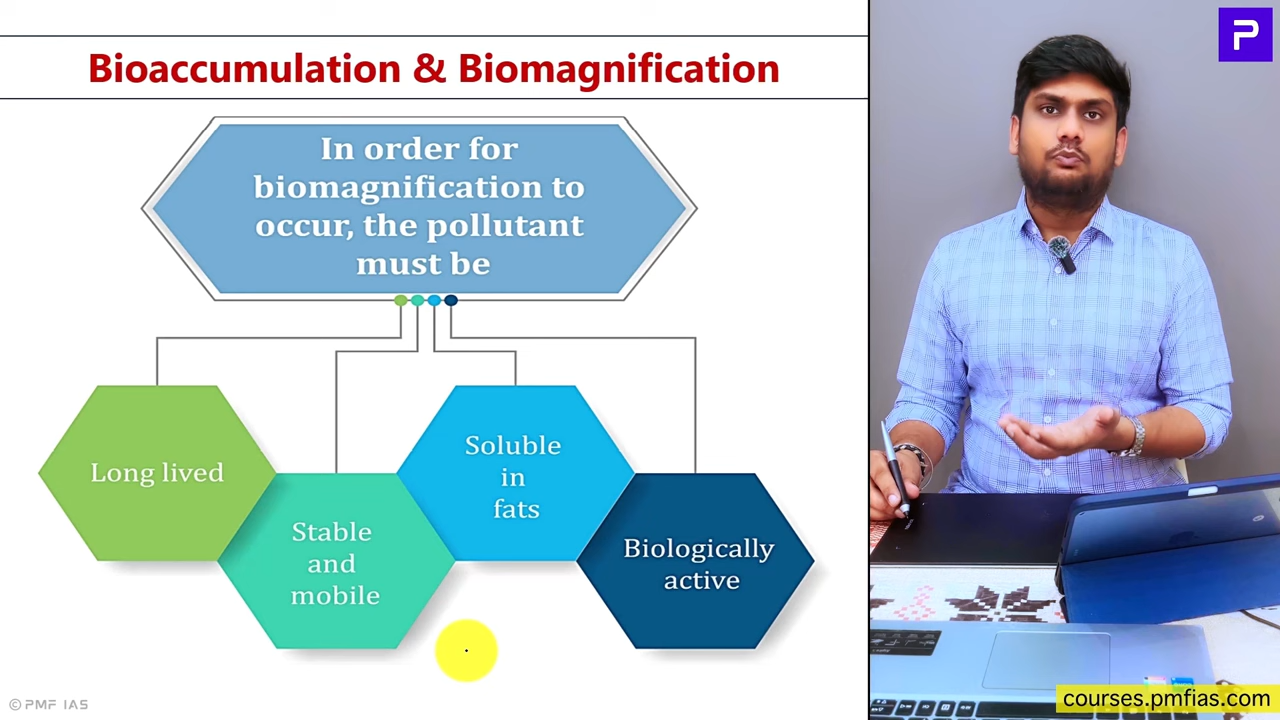 Bioaccumulation & Biomagnification
In order for
biomagnification to
occur, the pollutant
must be
Long lived
Stable
and
mobile
Soluble
in
fats
Biologically
active
© PMF IAS
P
courses.pmfias.com